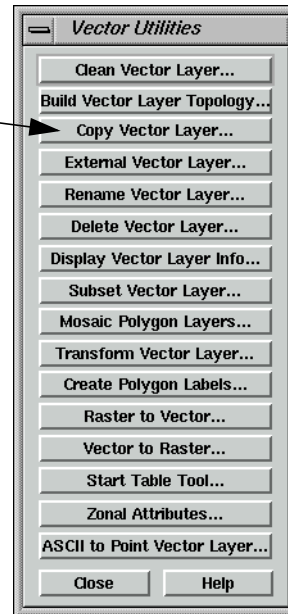 Vector Utilities
Clean Vector Layer...
Build Vector Layer Topology...
Copy Vector Layer...
External Vector Layer...
Rename Vector Layer...
Delete Vector Layer...
Display Vector Layer Info...
Subset Vector Layer...
Mosaic Polygon Layers...
Transform Vector Layer...
Create Polygon Labels...
Raster to Vector...
Vector to Raster...
Start Table Tool...
Zonal Attributes...
ASCII to Point Vector Layer...
Close Help